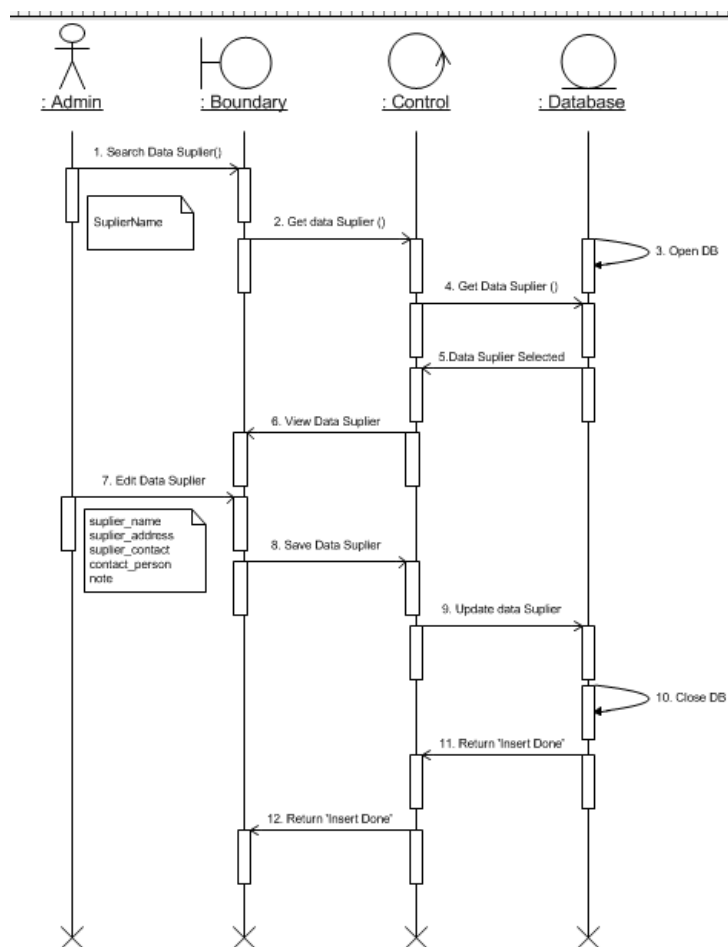 : Admin
: Boundary
: Control
: Database
1. Search Data Suplier()
SuplierName
2. Get data Suplier ()
3. Open DB
4. Get Data Suplier ()
5.Data Suplier Selected
6. View Data Suplier
7. Edit Data Suplier
suplier_name
suplier_address
suplier_contact
contact_person
note
8. Save Data Suplier
9. Update data Suplier
10. Close DB
11. Return 'Insert Done'
12. Return 'Insert Done'